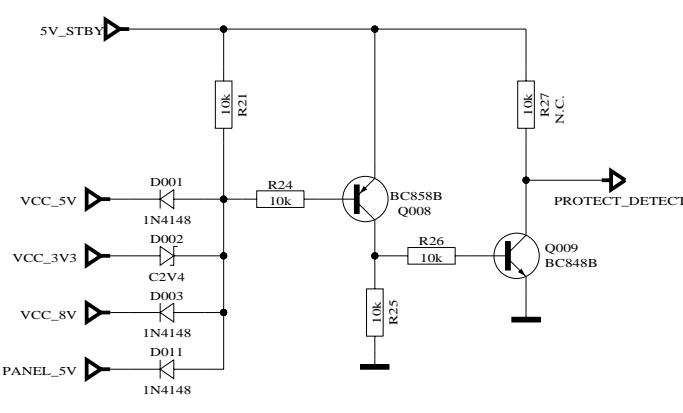 5V_STBY
10k
R21
10k
R27
N.C.
D001
R24
BC858B
VCC_5V
10k
Q008
PROTECT_DETECT
1N4148
D002
R26
Q009
VCC_3V3
10k
BC848B
C2V4
D003
10k
R25
VCC_8V
1N4148
D011
PANEL_5V
1N4148